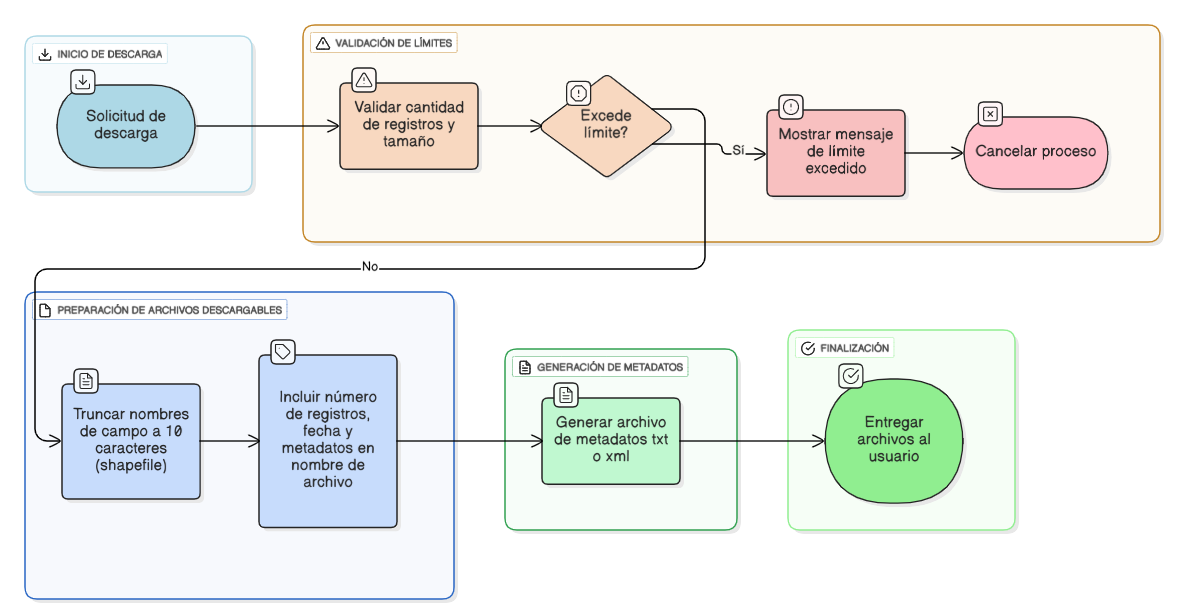 INICIO DE DESCARGA
Solicitud de
descarga
VALIDACIÓN DE LÍMITES
Validar cantidad
de registros y
tamaño
Excede
límite?
Sí
Mostrar mensaje
de límite
excedido
Cancelar proceso
No
PREPARACIÓN DE ARCHIVOS DESCARGABLES
Truncar nombres
de campo a 10
caracteres
(shapefile)
Incluir número
de registros,
fecha y
metadatos en
nombre de
archivo
GENERACIÓN DE METADATOS
Generar archivo
de metadatos txt
o xml
FINALIZACIÓN
Entregar
archivos al
usuario